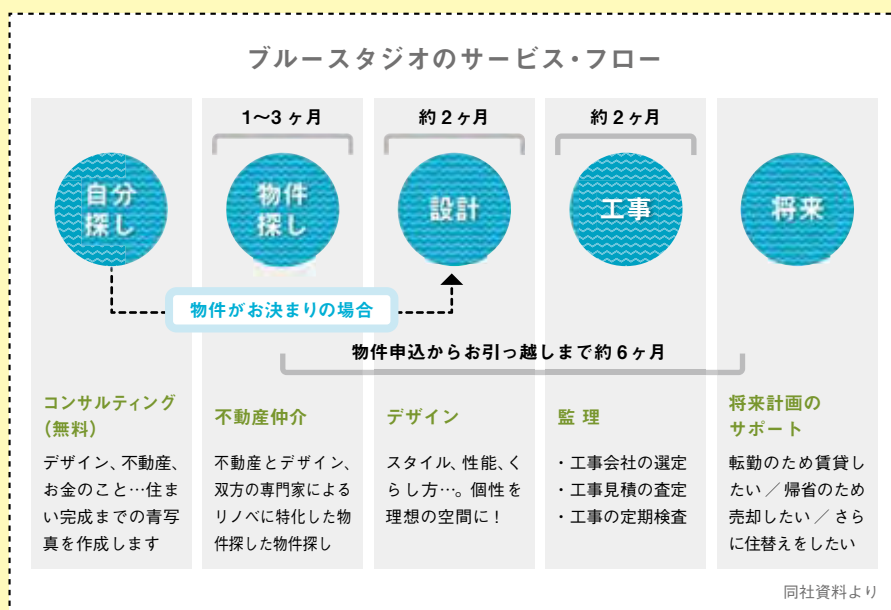 ブルースタジオのサービス・フロー
1〜3ヶ月
約2ヶ月
約2ヶ月
自分
探し
物件
探し
設計
工事
将来
物件がお決まりの場合
物件申込からお引っ越しまで約6ヶ月
コンサルティング
(無料)
デザイン、不動産、
お金のこと…住ま
い完成までの青写
真を作成します
不動産仲介
不動産とデザイン、
双方の専門家による
リノベに特化した物
件探した物件探し
デザイン
スタイル、性能、く
らし方…。個性を
理想の空間に!
監 理
・工事会社の選定
・工事見積の査定
・工事の定期検査
将来計画の
サポート
転勤のため賃貸し
たい / 帰省のため
売却したい / さら
に住替えをしたい
同社資料より